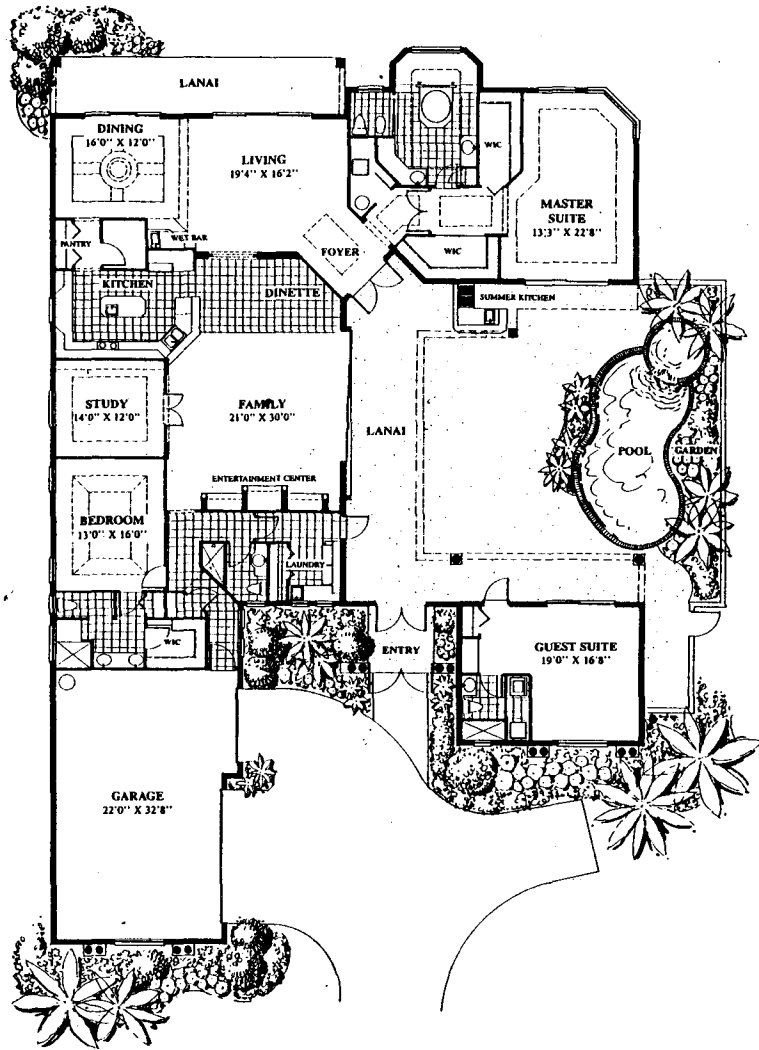 LANAI
DINING
16'0" X 12'0"
LIVING
19'4" X 16'2"
WIC
MASTER
SUITE
13'3" X 22'8"
PANTRY
WET BAR
FOYER
WIC
KITCHEN
DINETTE
SUMMER KITCHEN
STUDY
14'0" X 12'0"
FAMILY
21'0" X 30'0"
LANAI
POOL
GARDEN
ENTERTAINMENT CENTER
BEDROOM
13'0" X 16'0"
LAUNDRY
WIC
ENTRY
GUEST SUITE
19'0" X 16'8"
GARAGE
22'0" X 32'8"